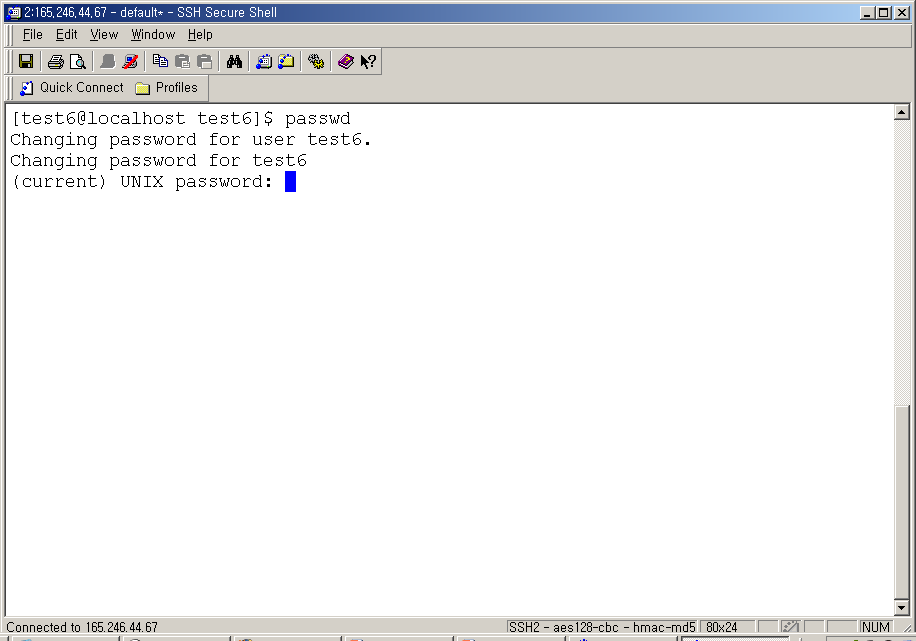 2:165,246,44,67 - default* - SSH Secure Shell
File Edit View Window Help
Quick Connect Profiles
[test6@localhost test6]$ passwd
Changing password for user test6.
Changing password for test6
(current) UNIX password:
Connected to 165.246.44.67 SSH2 - aes128-cbc - hmac-md5 80x24 NUM